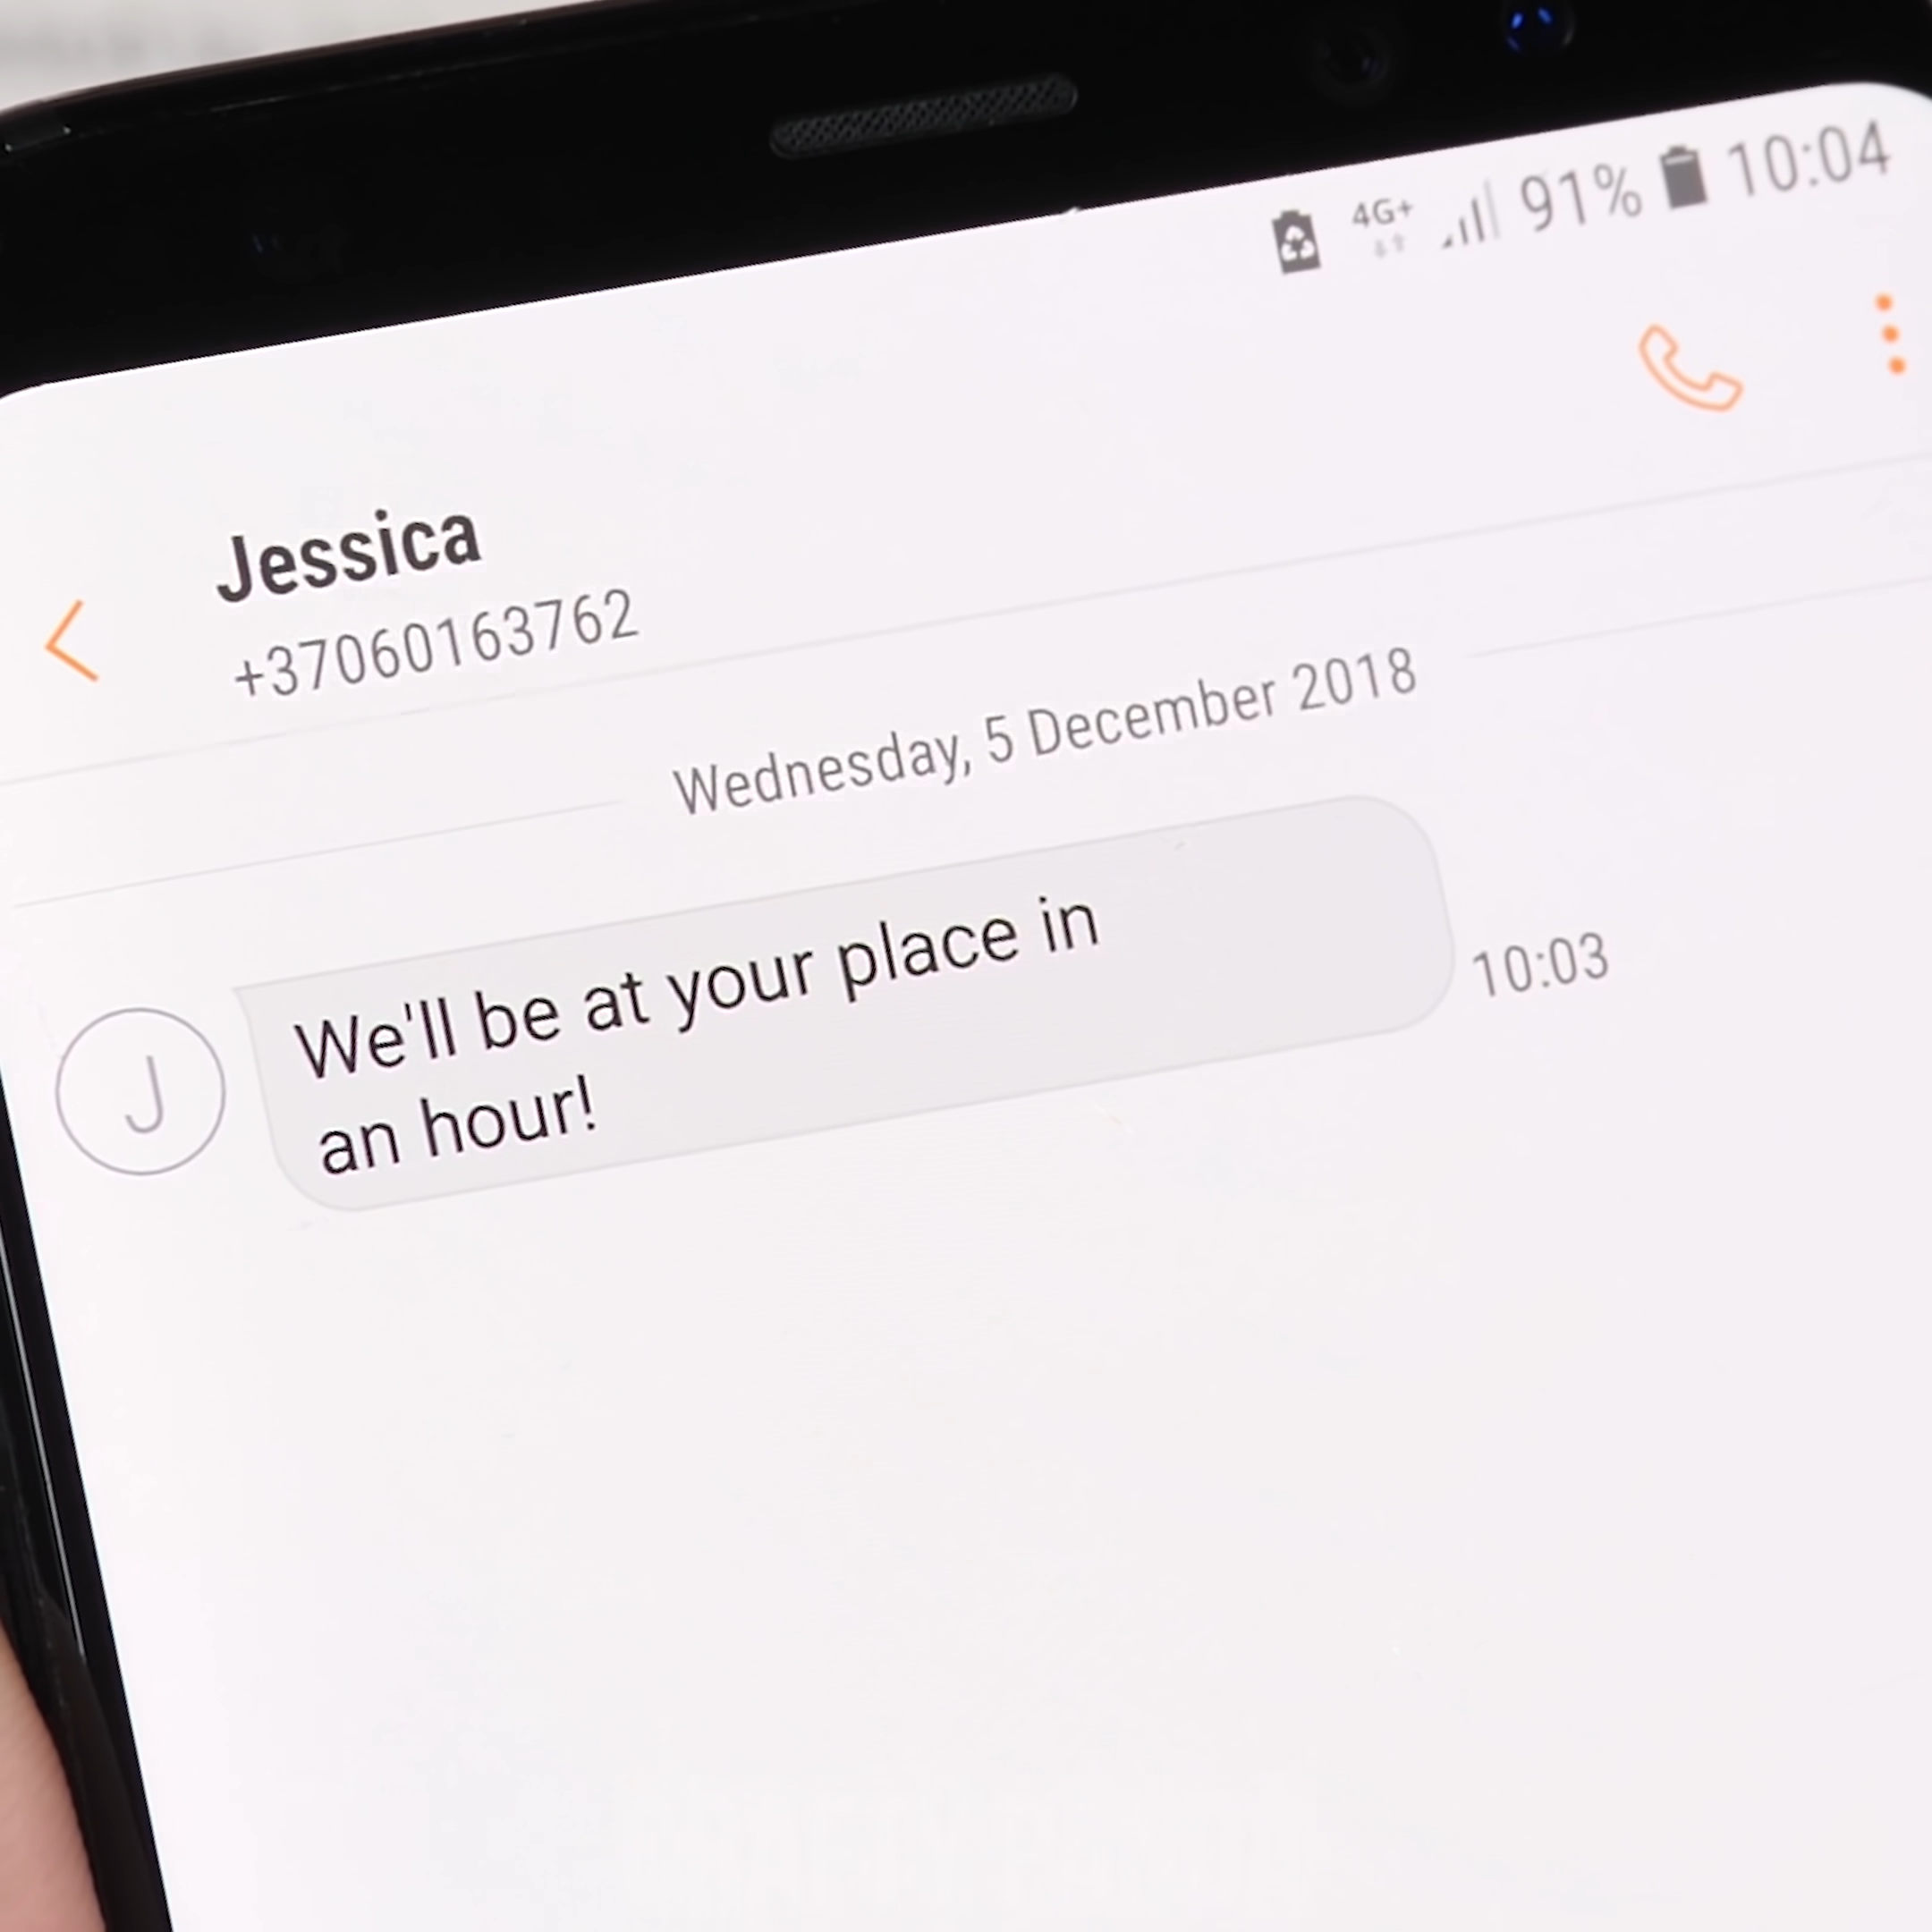 4G+ 91% 10:04
Jessica
+37060163762
Wednesday, 5 December 2018
We'll be at your place in
an hour!
10:03
J